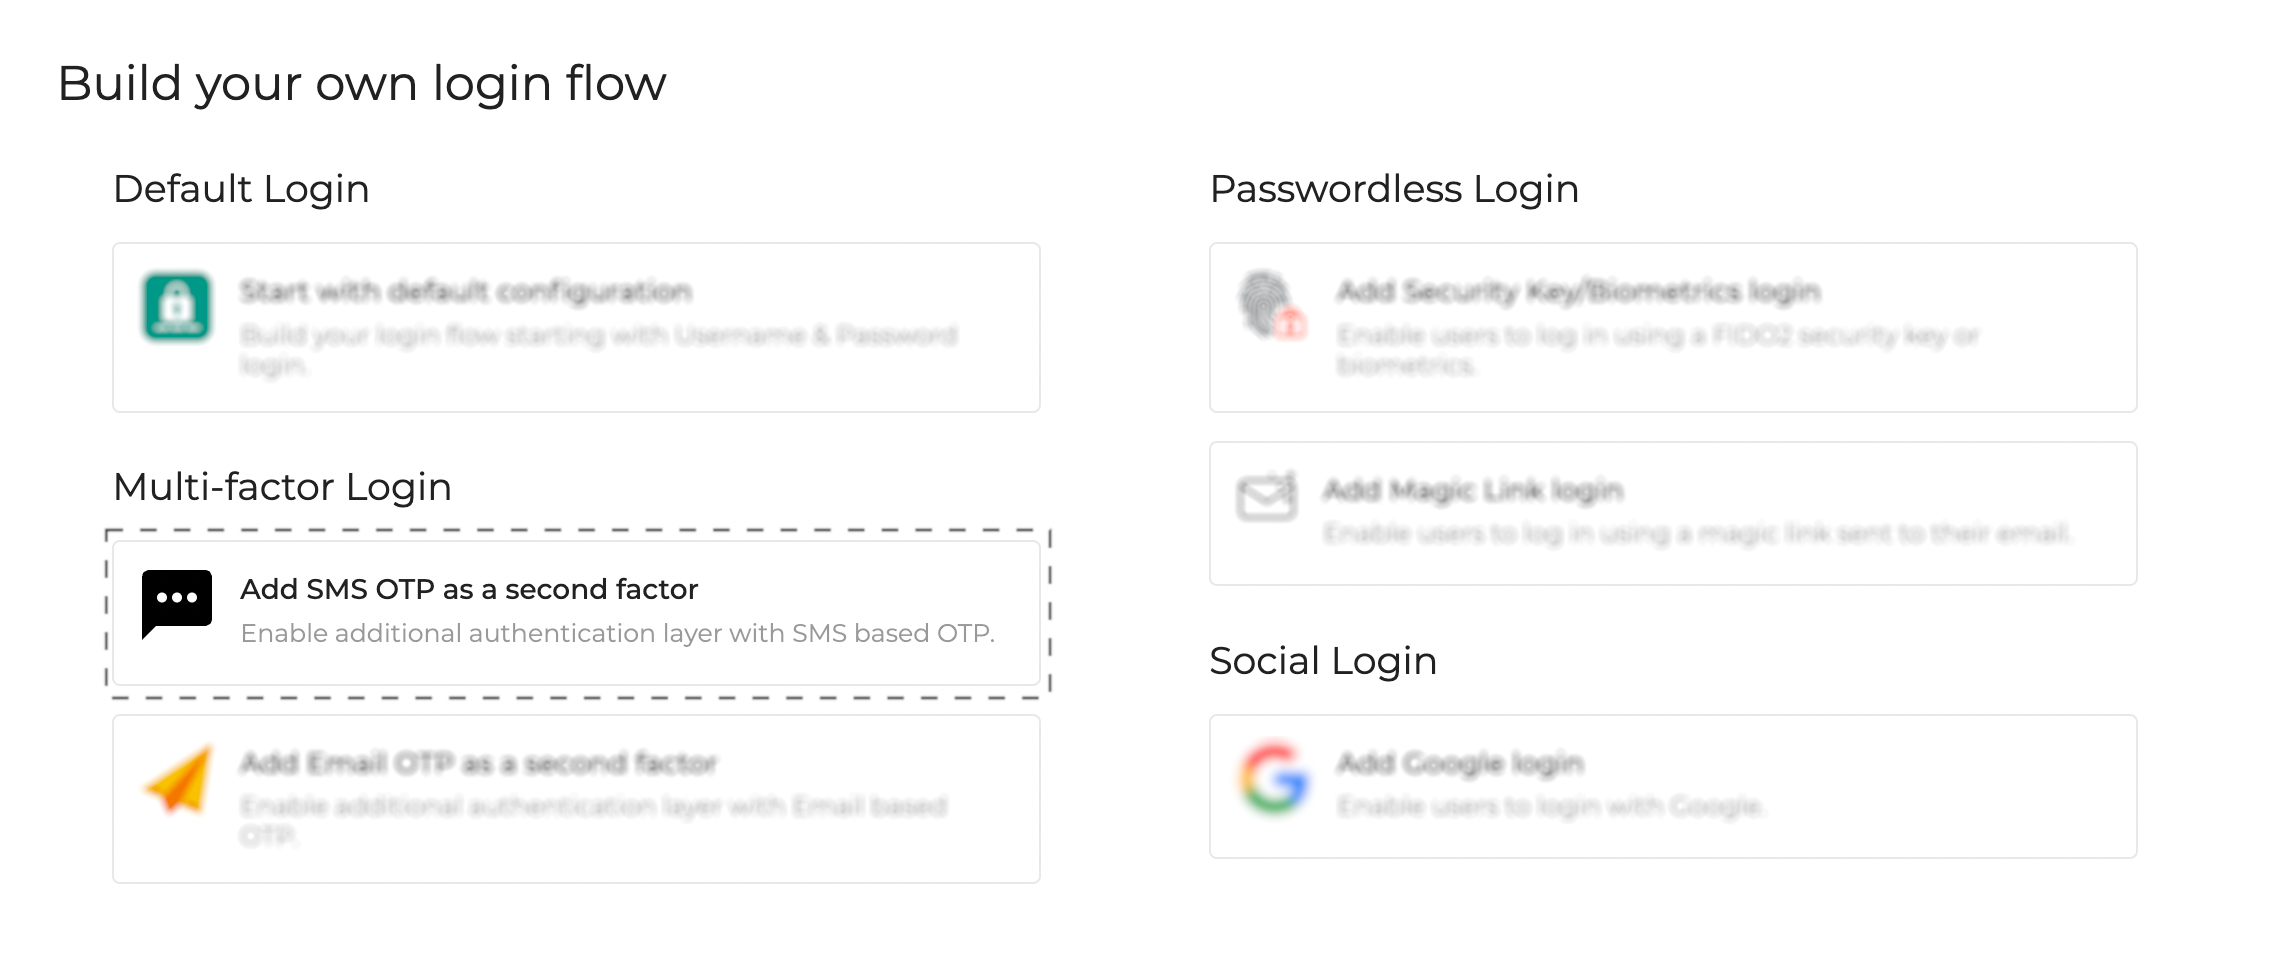 Build your own login flow
Default Login
Start with default configuration
Build your login flow starting with Username & Password
login.
Multi-factor Login
Add SMS OTP as a second factor
Enable additional authentication layer with SMS based OTP.
Add Email OTP as a second factor
Enable additional authentication layer with Email based
OTP.
Passwordless Login
Add Security Key/Biometrics login
Enable users to log in using a FIDO2 security key or
biometrics.
Add Magic Link login
Enable users to log in using a magic link sent to their email.
Social Login
Add Google login
Enable users to login with Google.